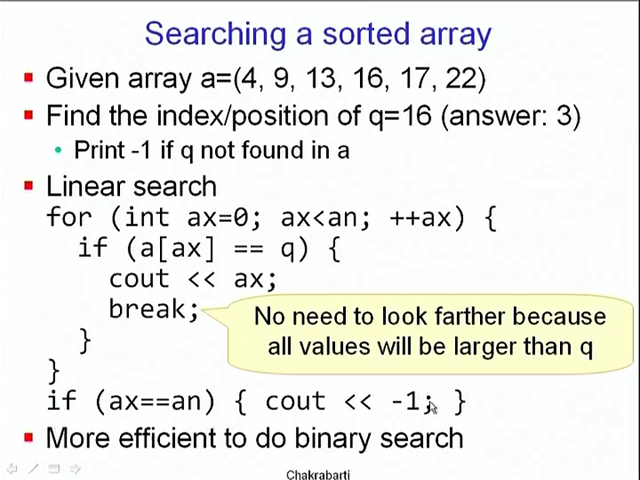 Searching a sorted array
Given array a=(4, 9, 13, 16, 17, 22)
Find the index/position of q=16 (answer: 3)
Print -1 if q not found in a
Linear search
for (int ax=0; ax<an; ++ax) {
if (a[ax] == q) {
cout << ax;
break;
No need to look farther because
all values will be larger than q
}
}
if (ax==an) { cout << -1; }
More efficient to do binary search
Chakrabarti